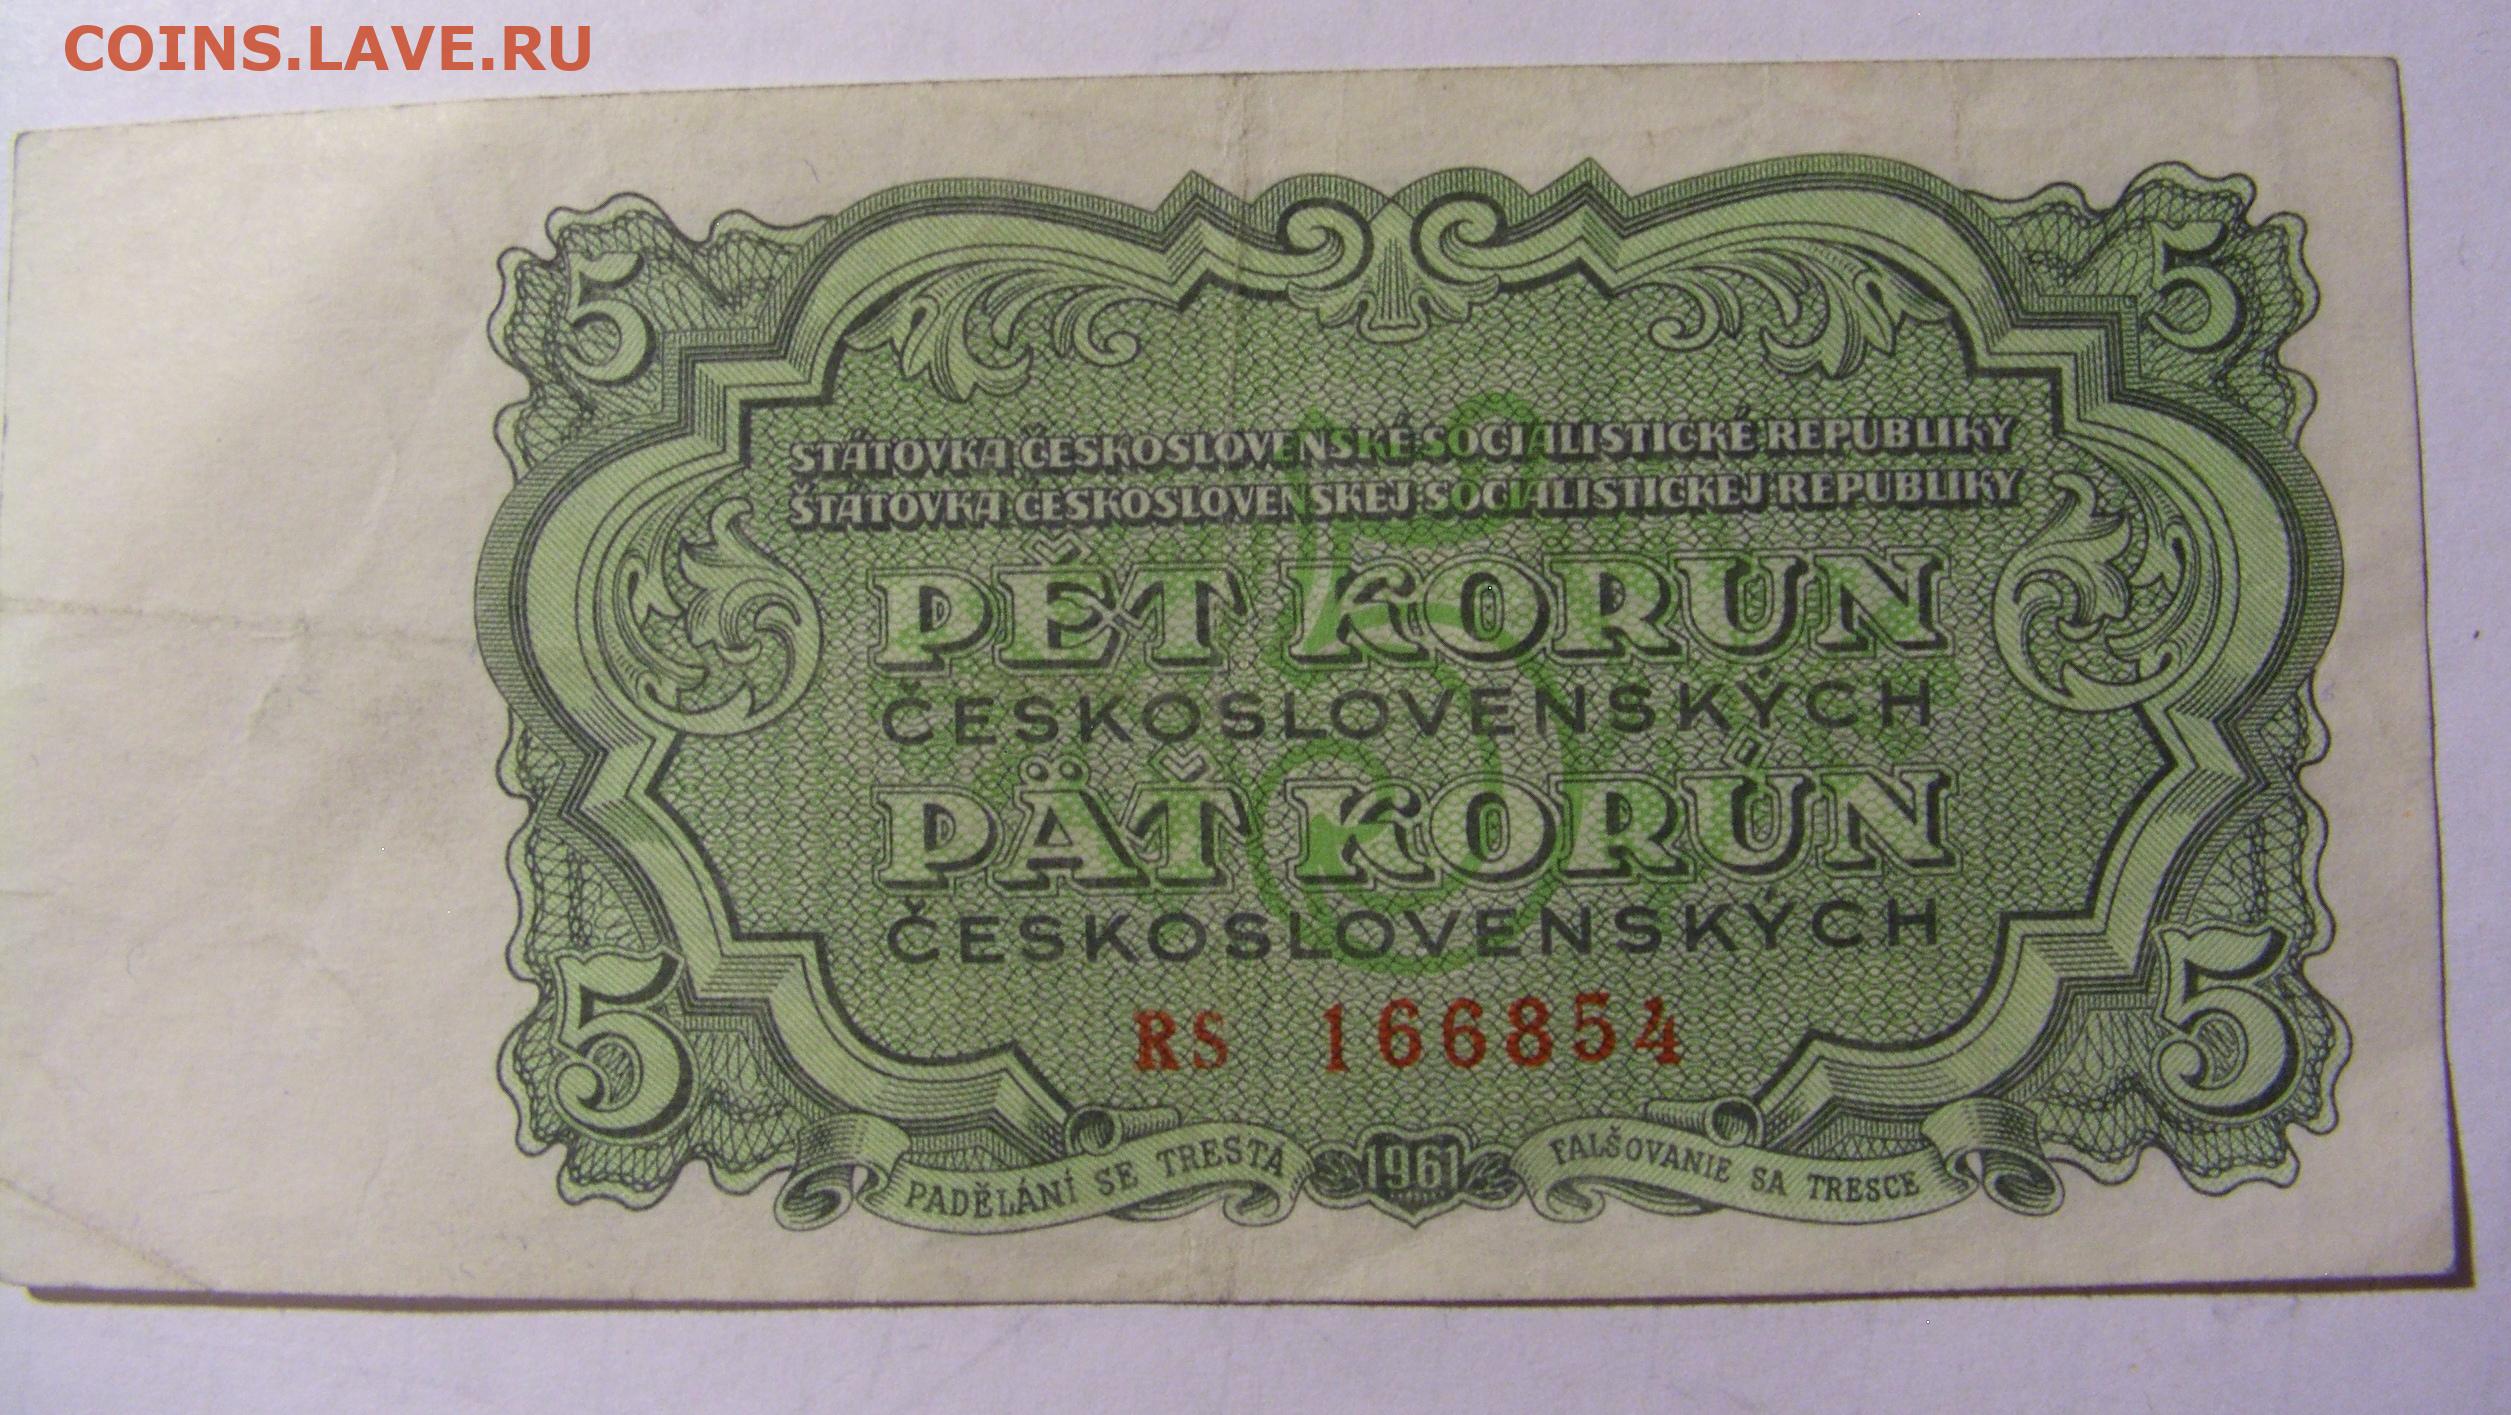 COINS.LAVE.RU
5 5
STÁTOVKA ČESKOSLOVENSKÉ SOCIALISTICKÉ REPUBLIKY
ŠTÁTOVKA ČESKOSLOVENSKEJ SOCIALISTICKEJ REPUBLIKY
PĚT KORUN
ČESKOSLOVENSKÝCH
PÄŤ KORÚN
ČESKOSLOVENSKÝCH
5 5
RS 166854
PADĚLÁNÍ SE TRESTÁ 1961 FALŠOVANIE SA TRESCE